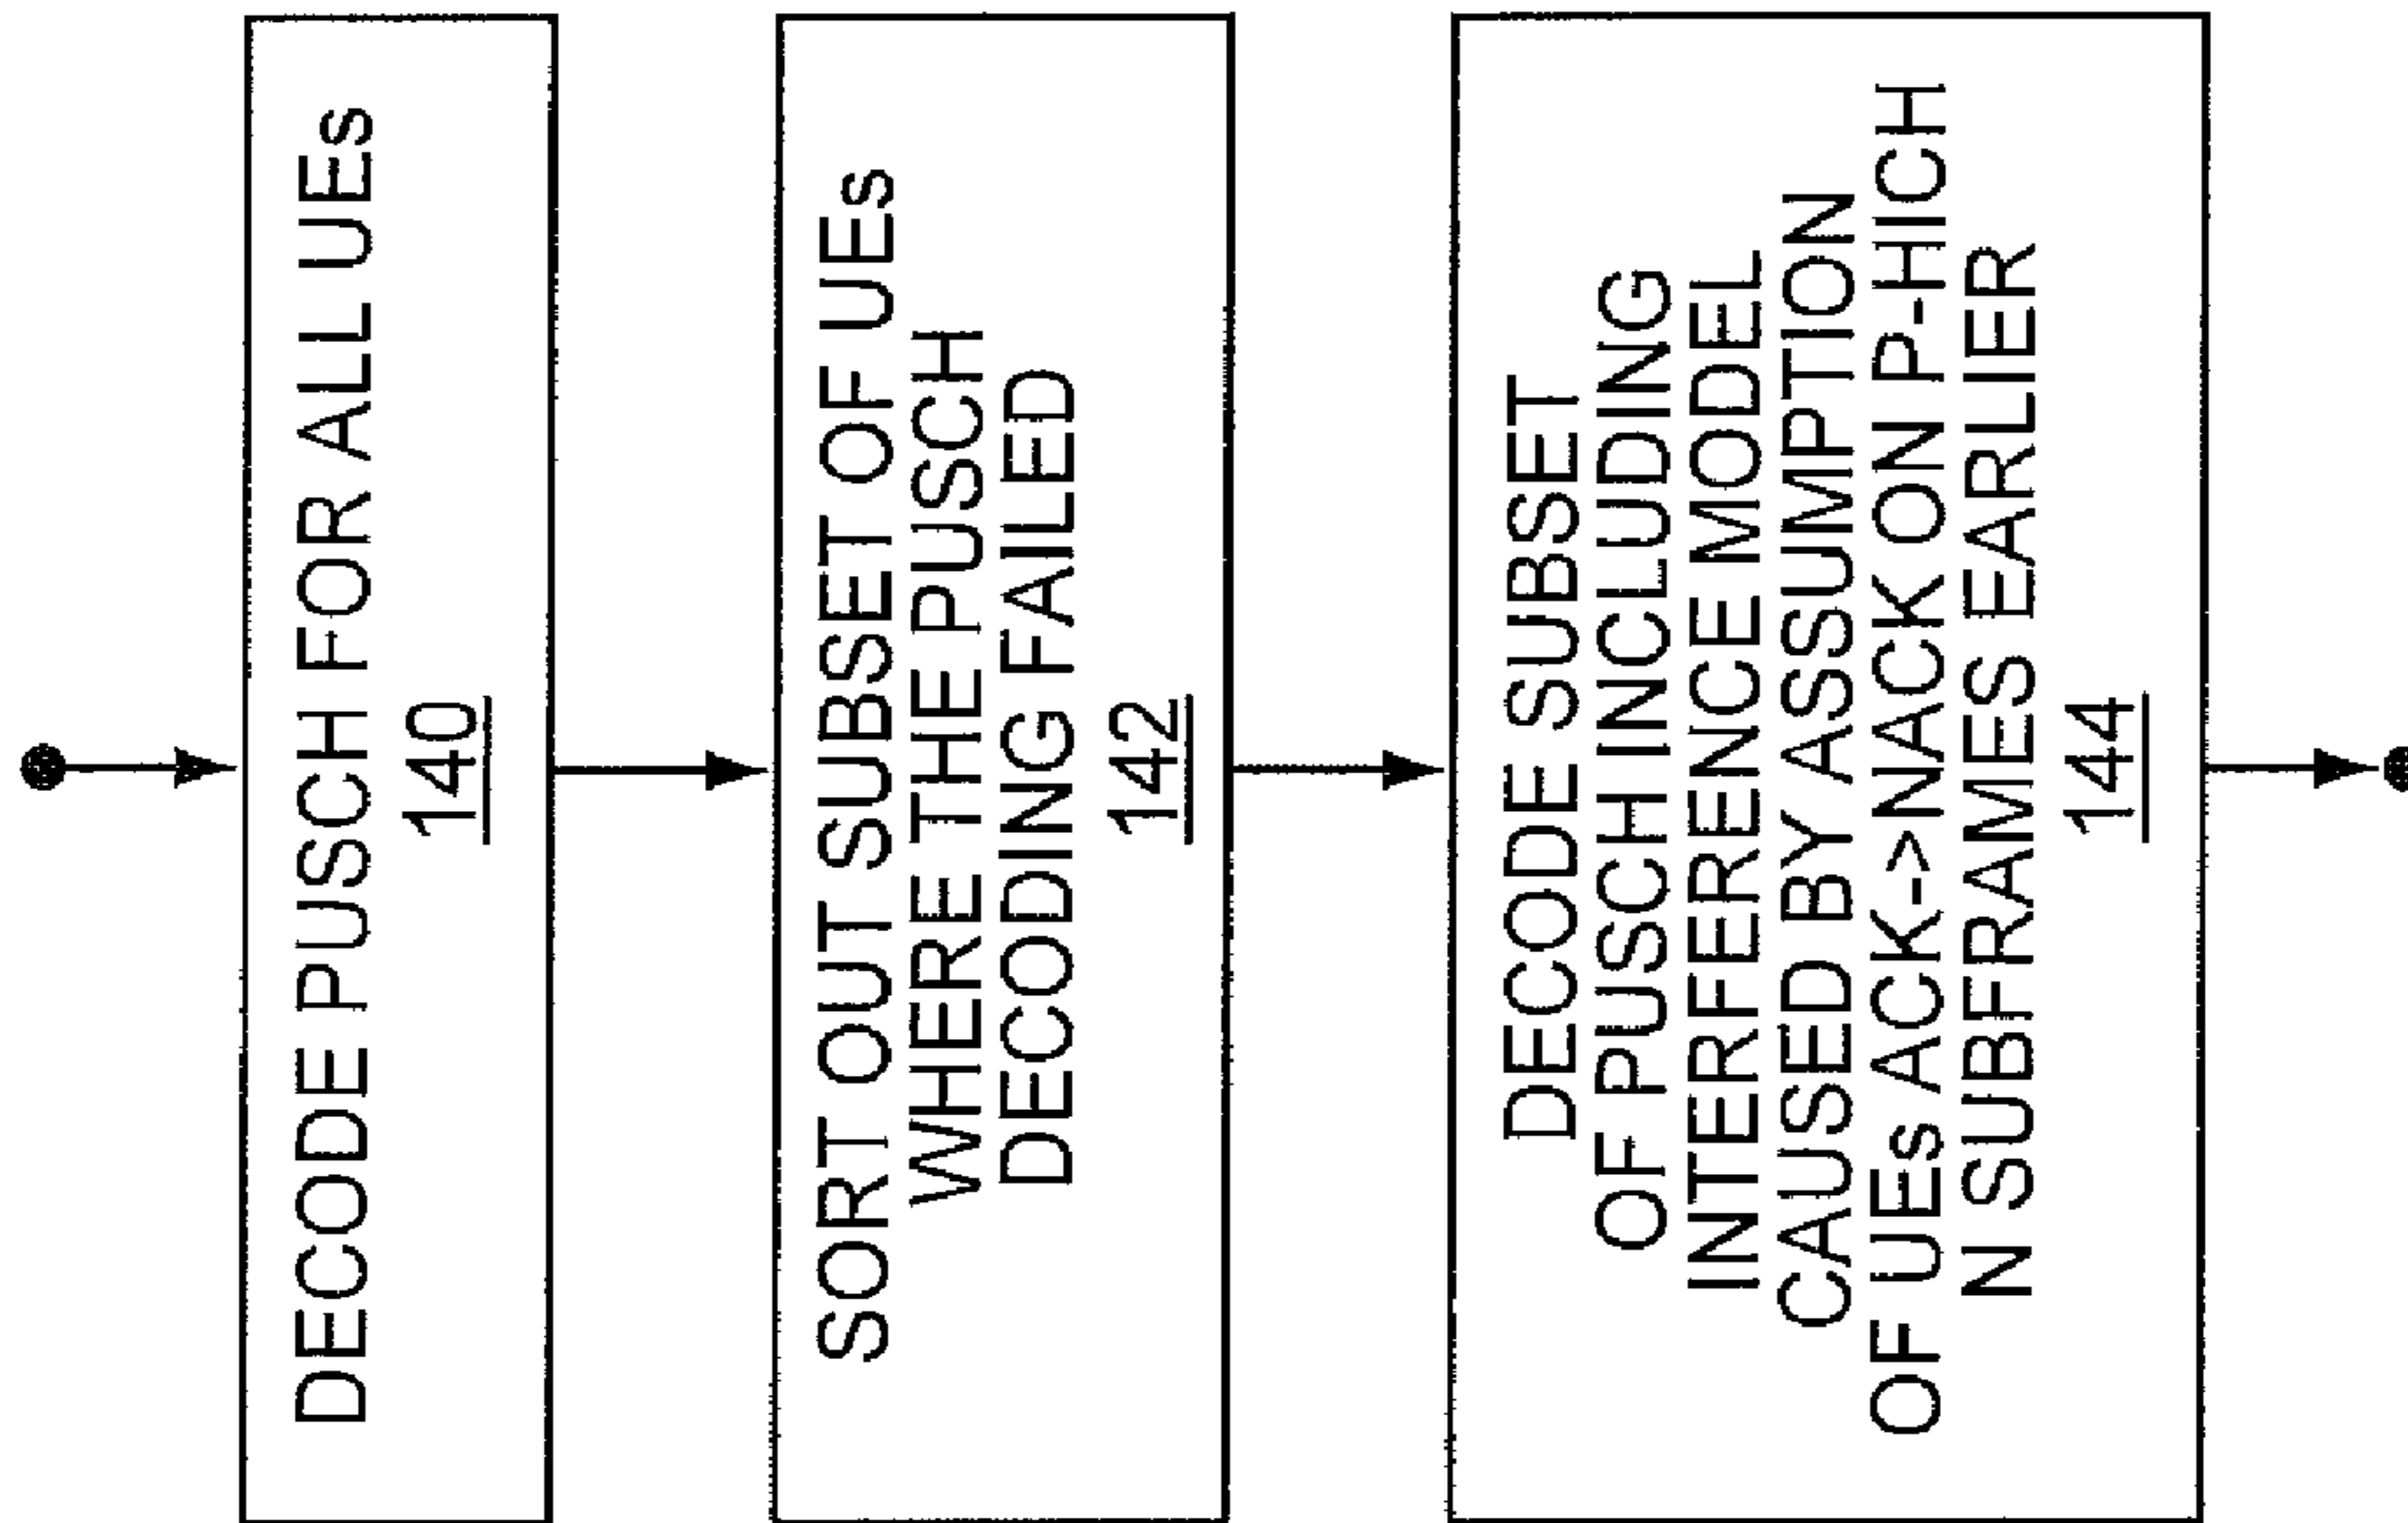 DECODE PUSCH FOR ALL UEs
140
SORT OUT SUBSET OF UEs
WHERE THE PUSCH
DECODING FAILED
142
DECODE SUBSET
OF PUSCH INCLUDING
INTERFERENCE MODEL
CAUSED BY ASSUMPTION
OF UEs ACK->NACK ON P-HICH
N SUBFRAMES EARLIER
144